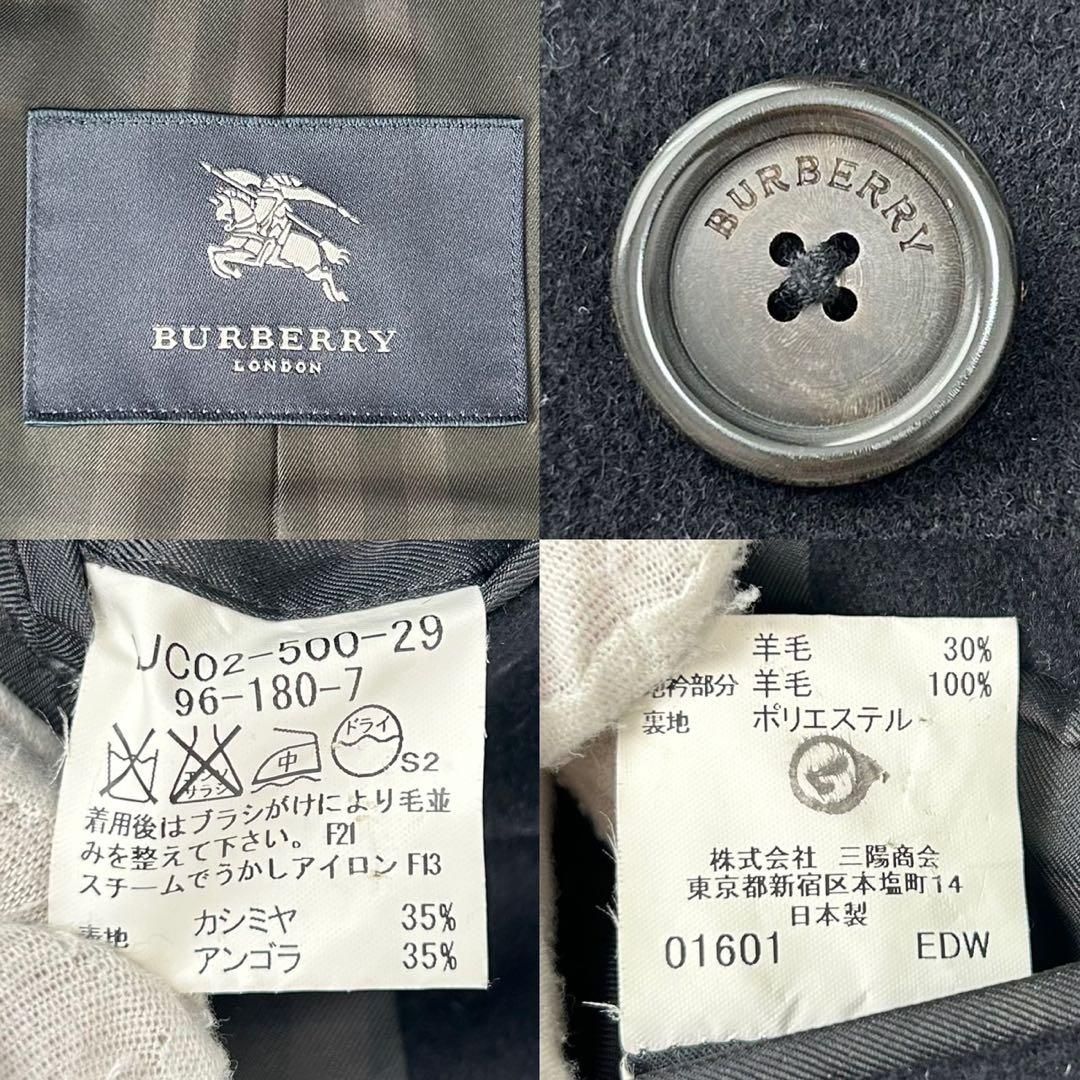 BURBERRY
LONDON
BURBERRY
UC02-500-29
96-180-7
サラシ
中
ドライ
S2
着用後はブラシがけにより毛並
みを整えて下さい。 F21
スチームでうかしアイロン F13
表地 カシミヤ 35%
アンゴラ 35%
羊毛 30%
地衿部分 羊毛 100%
裏地 ポリエステル
株式会社 三陽商会
東京都新宿区本塩町14
日本製
01601 EDW